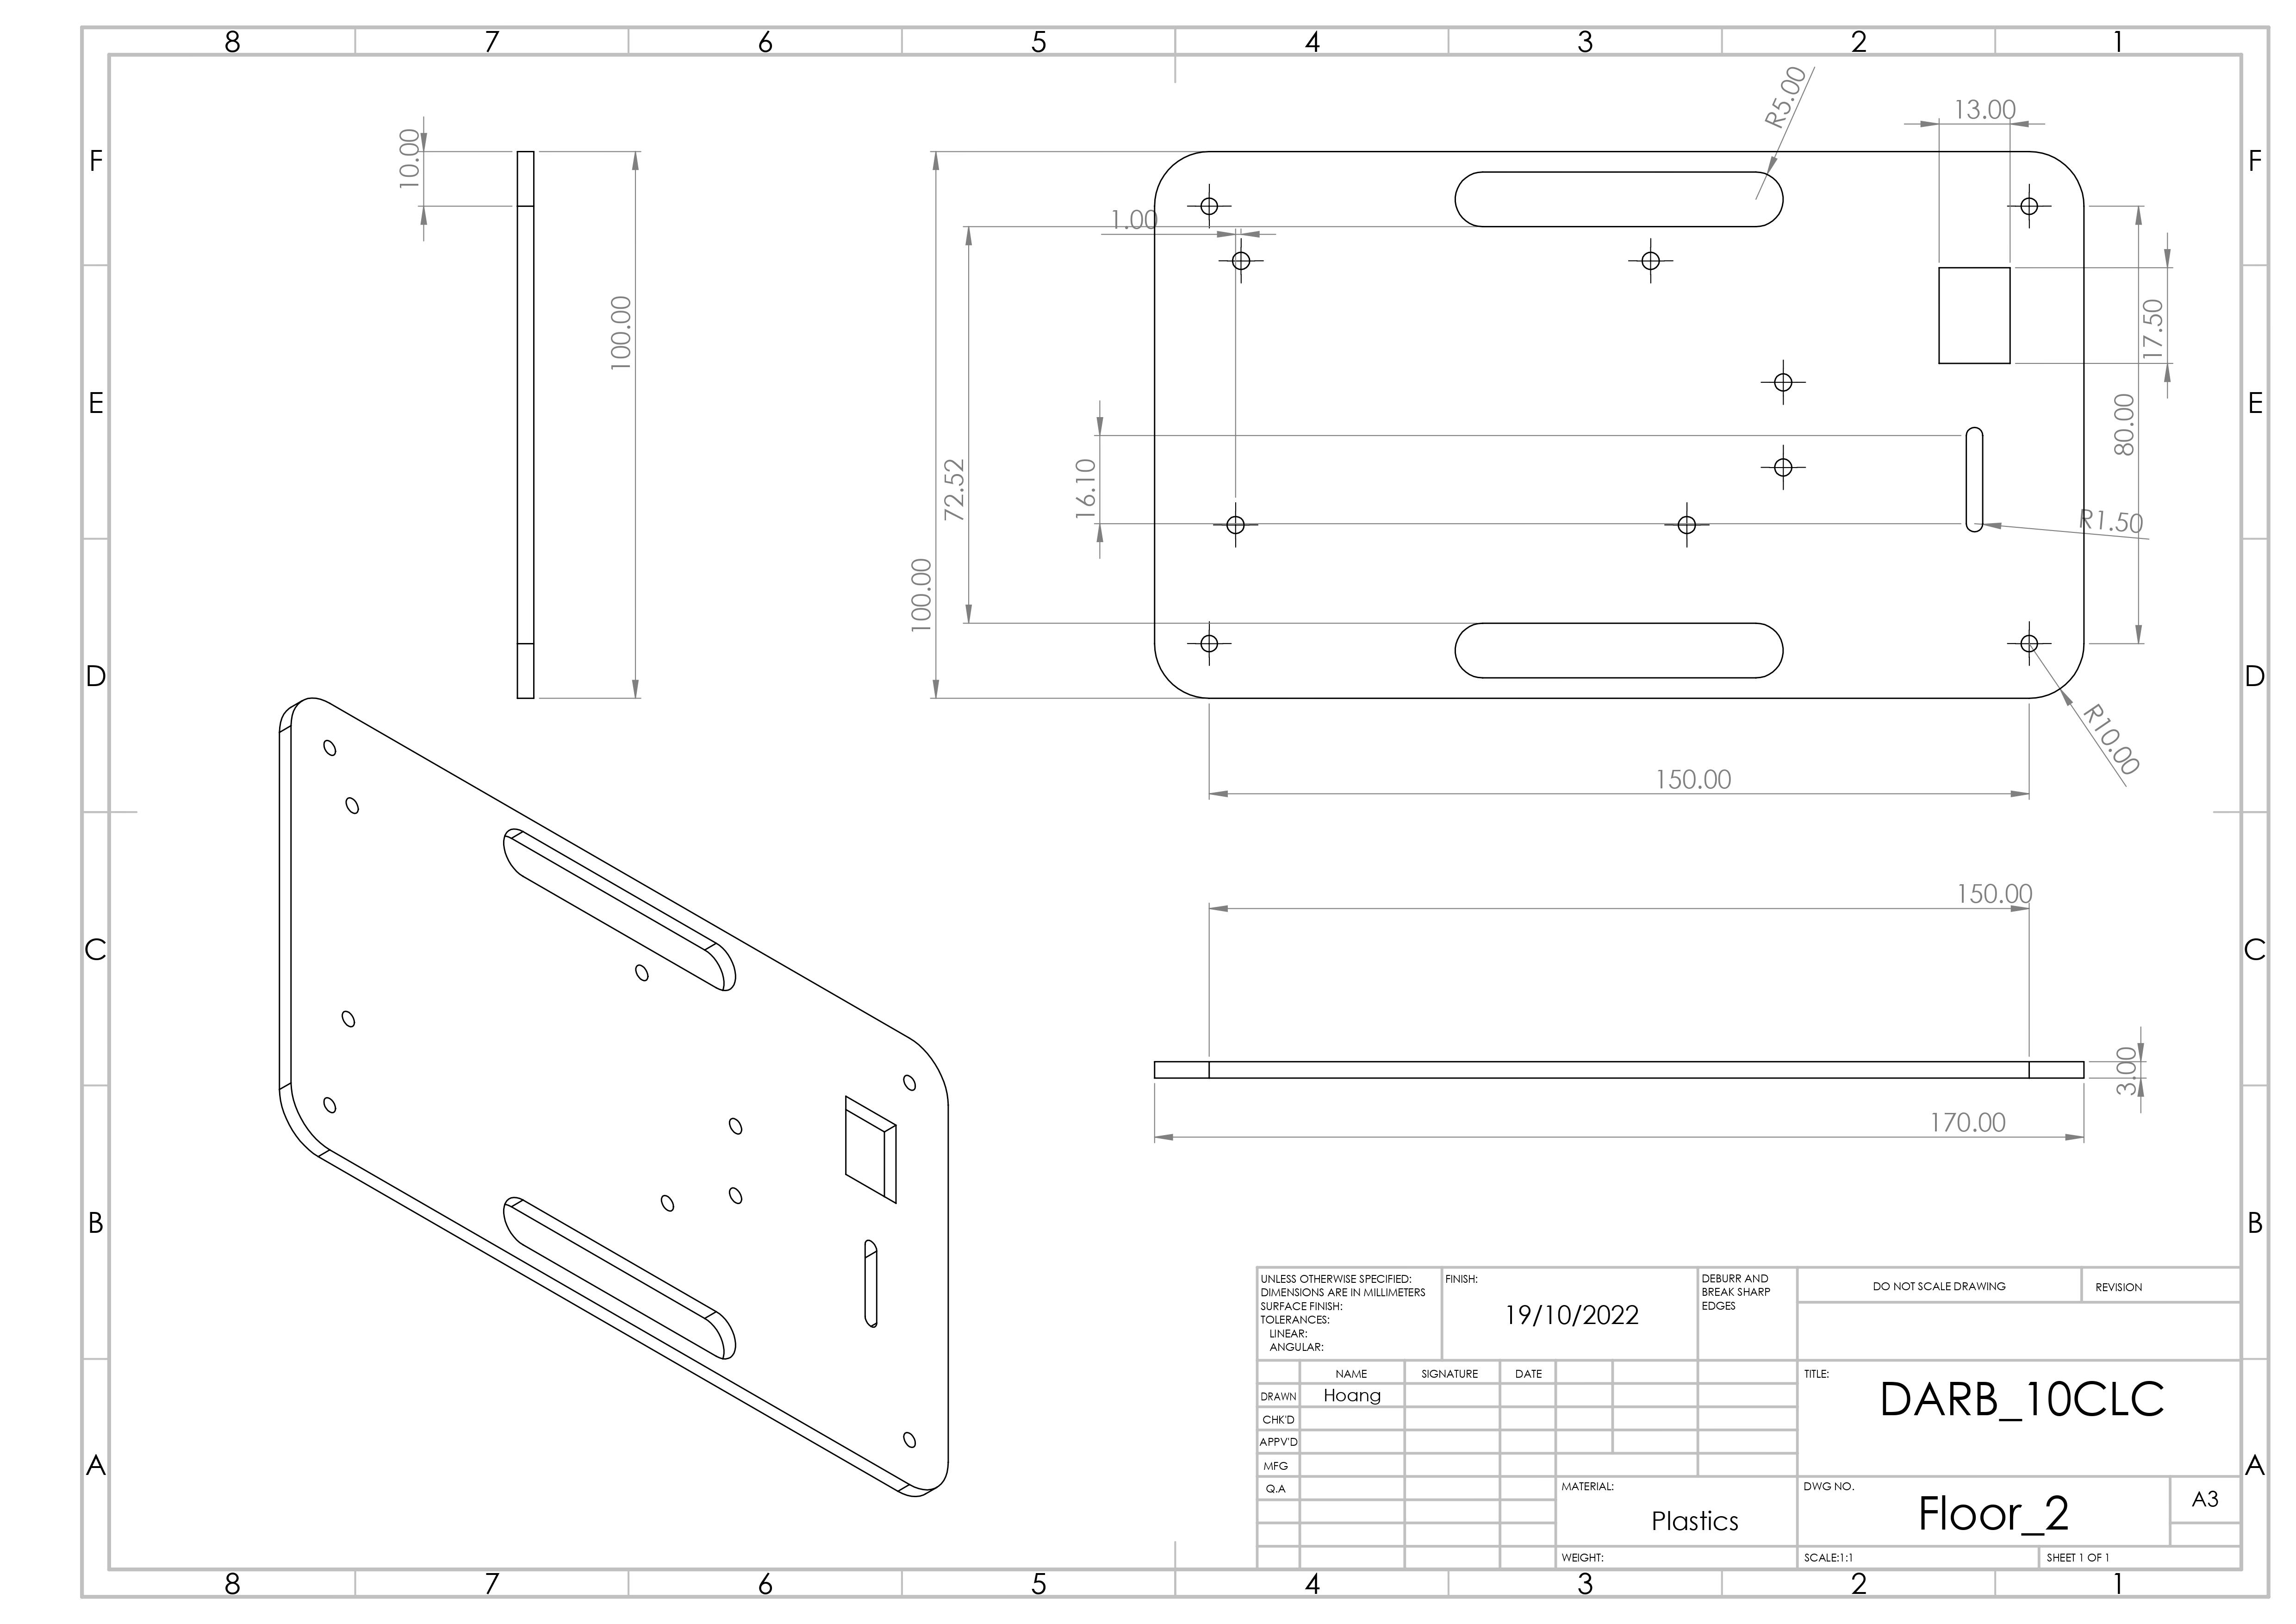 8 7 6 5 4 3 2 1
F F
E E
D D
C C
B B
A A
10.00
100.00
R5.00
13.00
1.00
17.50
80.00
72.52
16.10
R1.50
100.00
R10.00
150.00
150.00
3.00
170.00
UNLESS OTHERWISE SPECIFIED:
DIMENSIONS ARE IN MILLIMETERS
SURFACE FINISH:
TOLERANCES:
LINEAR:
ANGULAR:
FINISH:
19/10/2022
DEBURR AND
BREAK SHARP
EDGES
DO NOT SCALE DRAWING
REVISION
NAME SIGNATURE DATE
DRAWN Hoang
CHK'D
APPV'D
MFG
Q.A
TITLE:
DARB_10CLC
MATERIAL:
Plastics
DWG NO.
Floor_2
A3
WEIGHT:
SCALE:1:1
SHEET 1 OF 1
8 7 6 5 4 3 2 1